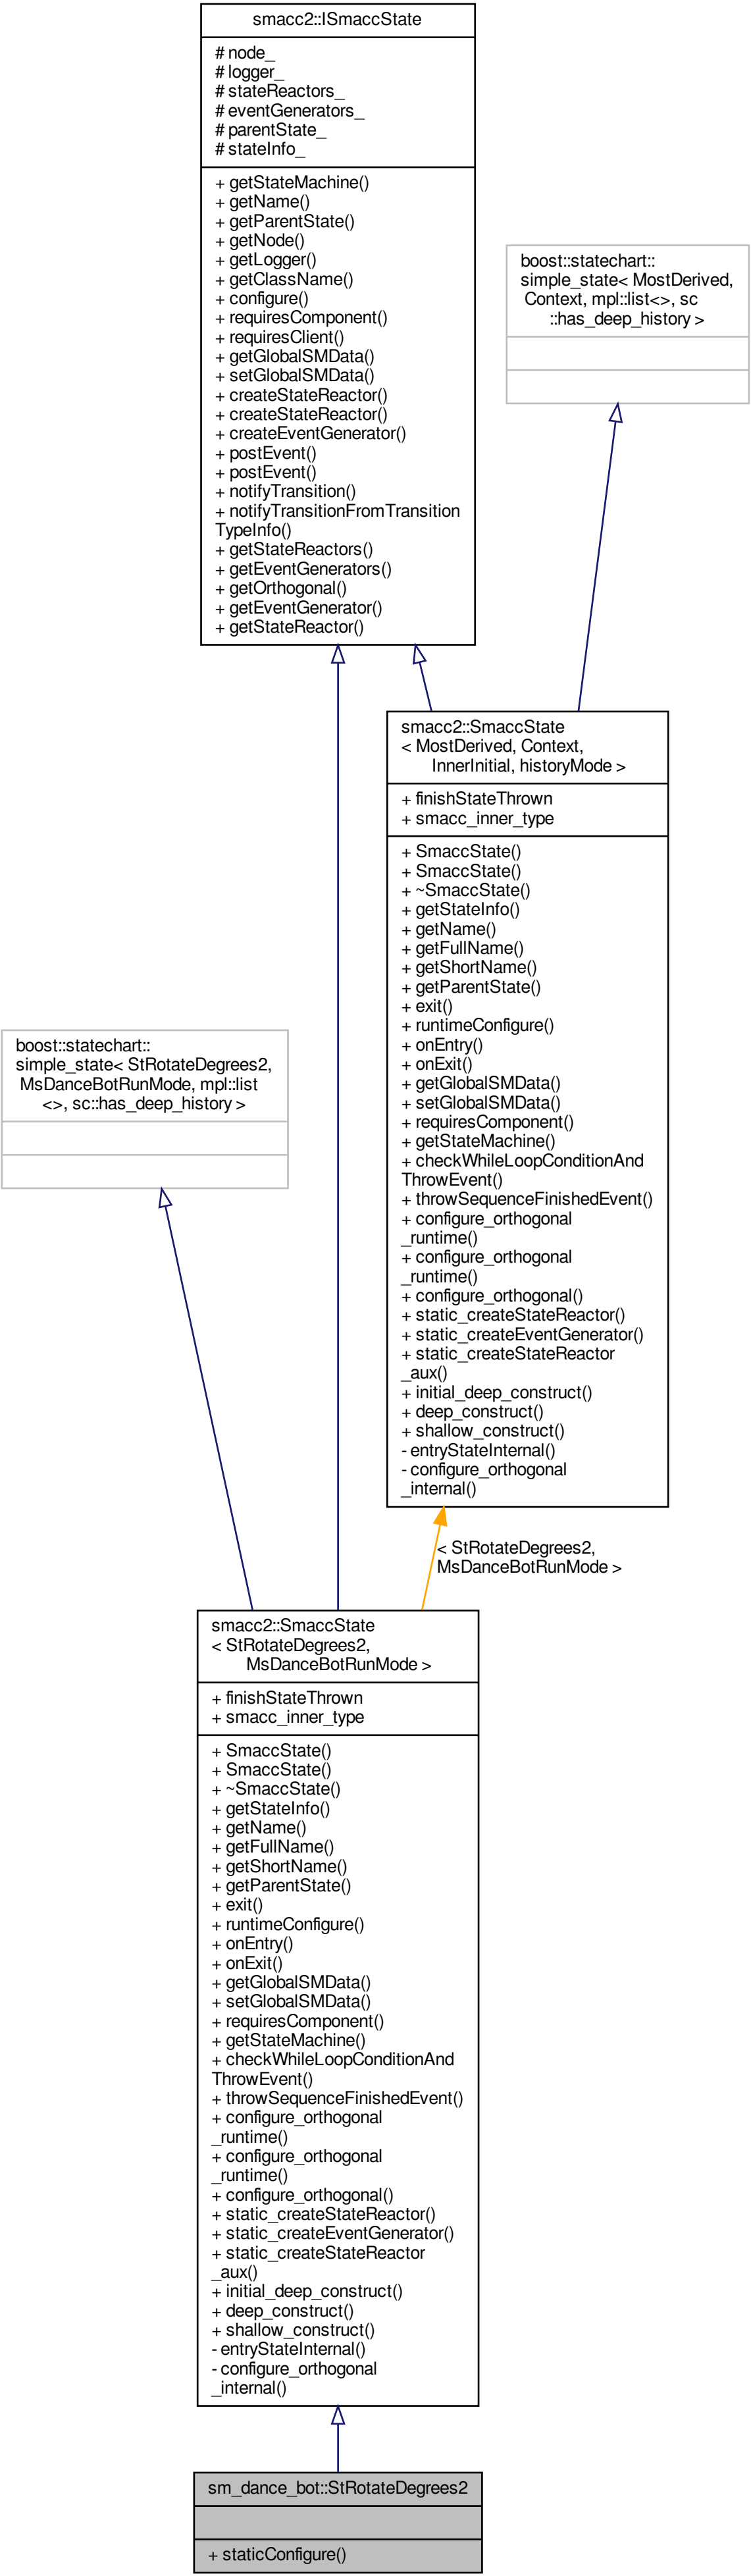 smacc2::ISmaccState
# node_
# logger_
# stateReactors_
# eventGenerators_
# parentState_
# stateInfo_
+ getStateMachine()
+ getName()
+ getParentState()
+ getNode()
+ getLogger()
+ getClassName()
+ configure()
+ requiresComponent()
+ requiresClient()
+ getGlobalSMData()
+ setGlobalSMData()
+ createStateReactor()
+ createStateReactor()
+ createEventGenerator()
+ postEvent()
+ postEvent()
+ notifyTransition()
+ notifyTransitionFromTransition
TypeInfo()
+ getStateReactors()
+ getEventGenerators()
+ getOrthogonal()
+ getEventGenerator()
+ getStateReactor()
boost::statechart::
simple_state< MostDerived,
Context, mpl::list<>, sc
::has_deep_history >
smacc2::SmaccState
< MostDerived, Context,
InnerInitial, historyMode >
+ finishStateThrown
+ smacc_inner_type
+ SmaccState()
+ SmaccState()
+ ~SmaccState()
+ getStateInfo()
+ getName()
+ getFullName()
+ getShortName()
+ getParentState()
+ exit()
+ runtimeConfigure()
+ onEntry()
+ onExit()
+ getGlobalSMData()
+ setGlobalSMData()
+ requiresComponent()
+ getStateMachine()
+ checkWhileLoopConditionAnd
ThrowEvent()
+ throwSequenceFinishedEvent()
+ configure_orthogonal
_runtime()
+ configure_orthogonal
_runtime()
+ configure_orthogonal()
+ static_createStateReactor()
+ static_createEventGenerator()
+ static_createStateReactor
_aux()
+ initial_deep_construct()
+ deep_construct()
+ shallow_construct()
- entryStateInternal()
- configure_orthogonal
_internal()
boost::statechart::
simple_state< StRotateDegrees2,
MsDanceBotRunMode, mpl::list
<>, sc::has_deep_history >
< StRotateDegrees2,
MsDanceBotRunMode >
smacc2::SmaccState
< StRotateDegrees2,
MsDanceBotRunMode >
+ finishStateThrown
+ smacc_inner_type
+ SmaccState()
+ SmaccState()
+ ~SmaccState()
+ getStateInfo()
+ getName()
+ getFullName()
+ getShortName()
+ getParentState()
+ exit()
+ runtimeConfigure()
+ onEntry()
+ onExit()
+ getGlobalSMData()
+ setGlobalSMData()
+ requiresComponent()
+ getStateMachine()
+ checkWhileLoopConditionAnd
ThrowEvent()
+ throwSequenceFinishedEvent()
+ configure_orthogonal
_runtime()
+ configure_orthogonal
_runtime()
+ configure_orthogonal()
+ static_createStateReactor()
+ static_createEventGenerator()
+ static_createStateReactor
_aux()
+ initial_deep_construct()
+ deep_construct()
+ shallow_construct()
- entryStateInternal()
- configure_orthogonal
_internal()
sm_dance_bot::StRotateDegrees2
+ staticConfigure()